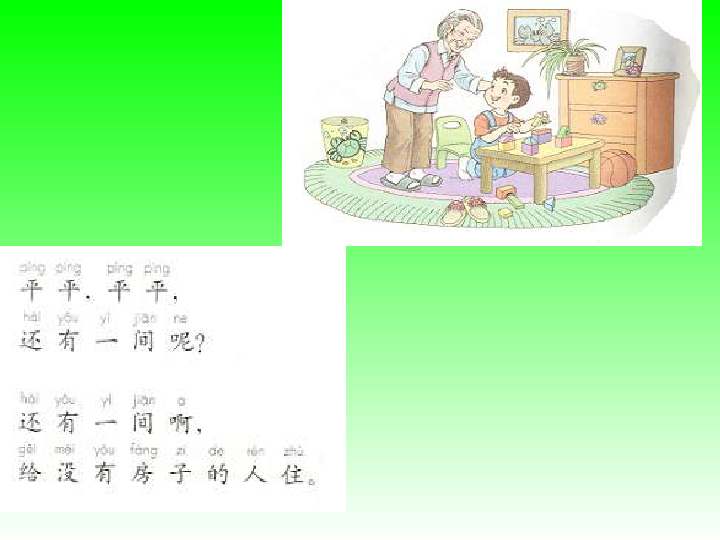 píng píng píng píng
平 平，平 平，
hái yǒu yì jiān ne
还 有 一 间 呢？
hái yǒu yì jiān a
还 有 一 间 啊，
gěi méi yǒu fáng zi de rén zhù
给 没 有 房 子 的 人 住。